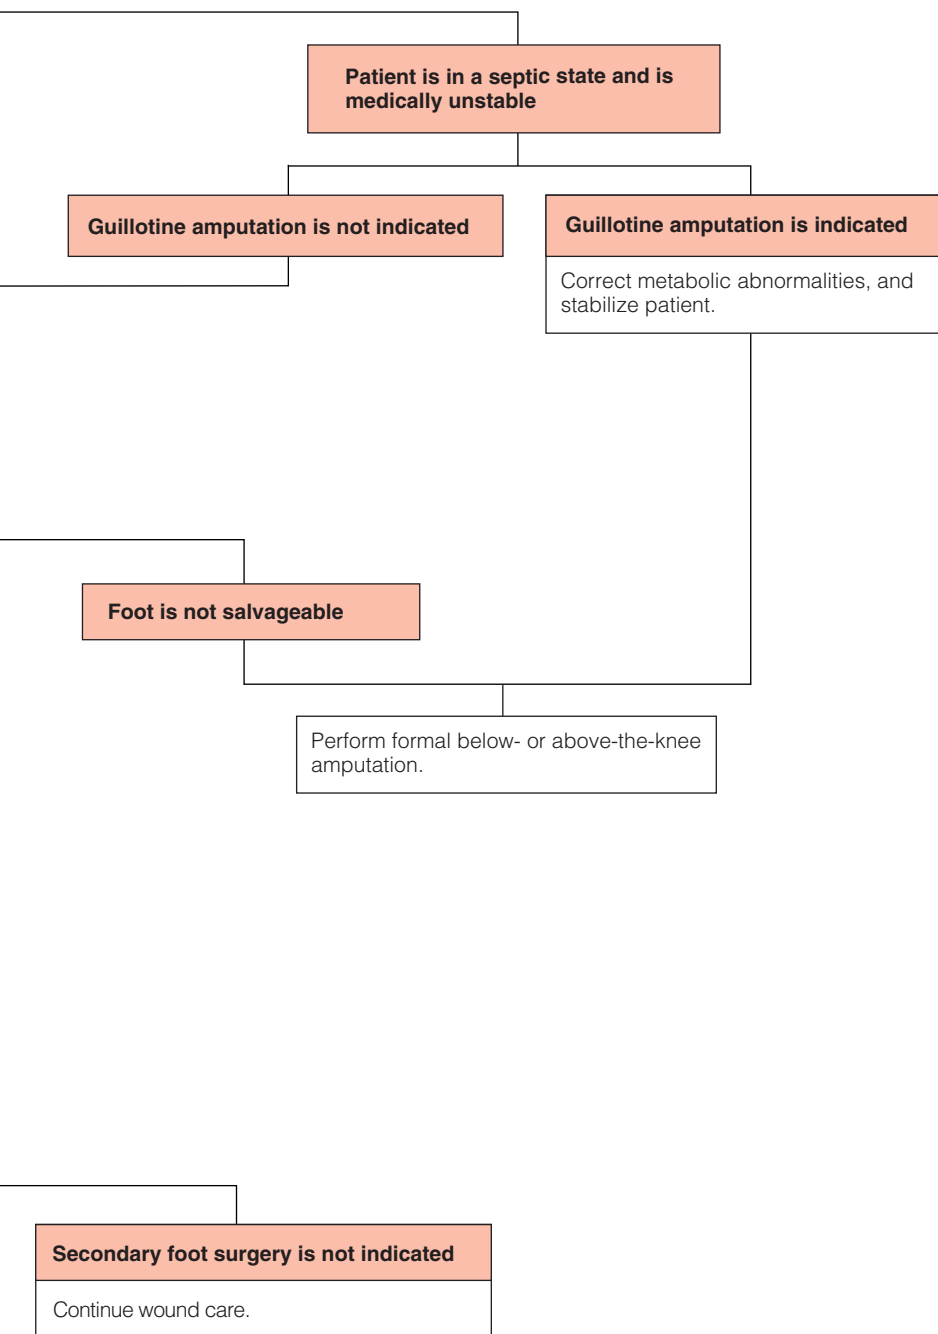 Patient is in a septic state and is
medically unstable
Guillotine amputation is not indicated
Guillotine amputation is indicated
Correct metabolic abnormalities, and
stabilize patient.
Foot is not salvageable
Perform formal below- or above-the-knee
amputation.
Secondary foot surgery is not indicated
Continue wound care.